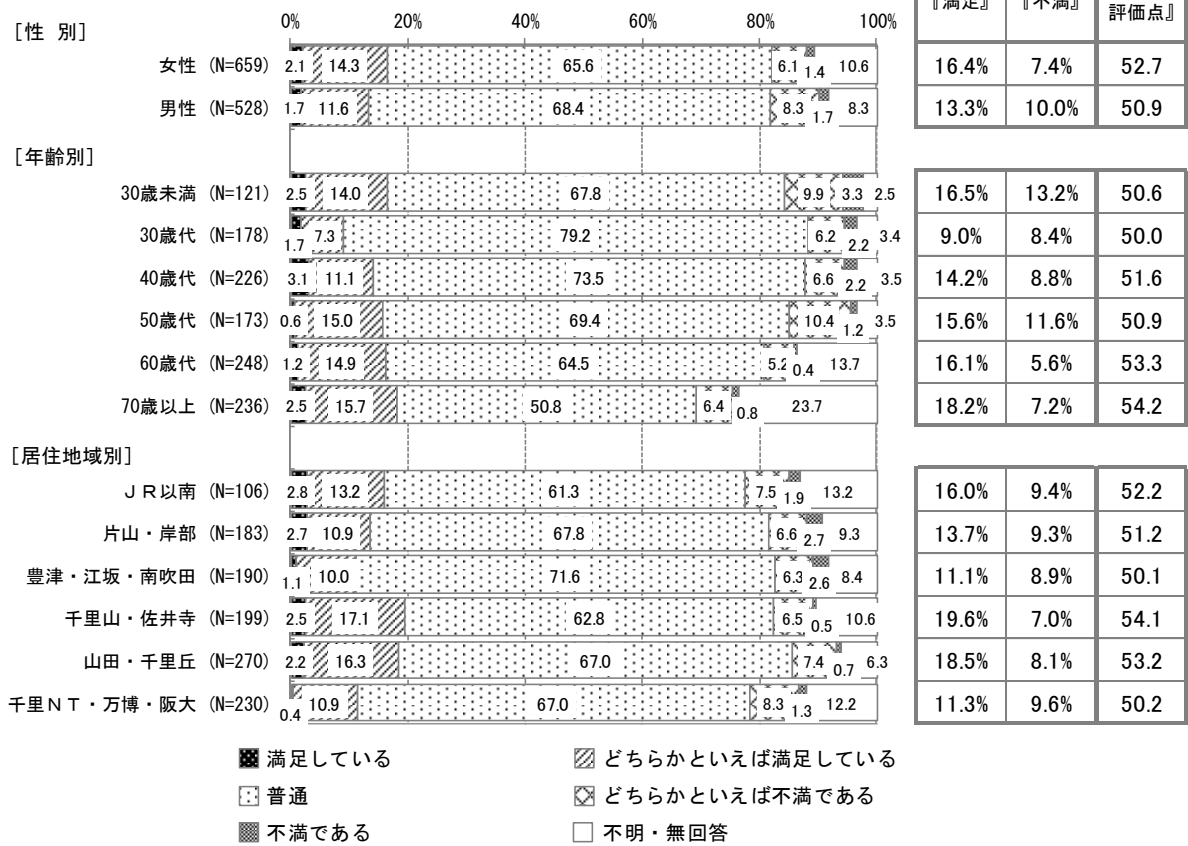 『満足』 『不満』 評価点』
0% 20% 40% 60% 80% 100%
［性 別］
女性 (N=659) 2.1 14.3 65.6 6.1 1.4 10.6 16.4% 7.4% 52.7
男性 (N=528) 1.7 11.6 68.4 8.3 1.7 8.3 13.3% 10.0% 50.9
［年齢別］
30歳未満 (N=121) 2.5 14.0 67.8 9.9 3.3 2.5 16.5% 13.2% 50.6
30歳代 (N=178) 1.7 7.3 79.2 6.2 2.2 3.4 9.0% 8.4% 50.0
40歳代 (N=226) 3.1 11.1 73.5 6.6 2.2 3.5 14.2% 8.8% 51.6
50歳代 (N=173) 0.6 15.0 69.4 10.4 1.2 3.5 15.6% 11.6% 50.9
60歳代 (N=248) 1.2 14.9 64.5 5.2 0.4 13.7 16.1% 5.6% 53.3
70歳以上 (N=236) 2.5 15.7 50.8 6.4 0.8 23.7 18.2% 7.2% 54.2
［居住地域別］
ＪＲ以南 (N=106) 2.8 13.2 61.3 7.5 1.9 13.2 16.0% 9.4% 52.2
片山・岸部 (N=183) 2.7 10.9 67.8 6.6 2.7 9.3 13.7% 9.3% 51.2
豊津・江坂・南吹田 (N=190) 1.1 10.0 71.6 6.3 2.6 8.4 11.1% 8.9% 50.1
千里山・佐井寺 (N=199) 2.5 17.1 62.8 6.5 0.5 10.6 19.6% 7.0% 54.1
山田・千里丘 (N=270) 2.2 16.3 67.0 7.4 0.7 6.3 18.5% 8.1% 53.2
千里ＮＴ・万博・阪大 (N=230) 0.4 10.9 67.0 8.3 1.3 12.2 11.3% 9.6% 50.2
満足している どちらかといえば満足している
普通 どちらかといえば不満である
不満である 不明・無回答